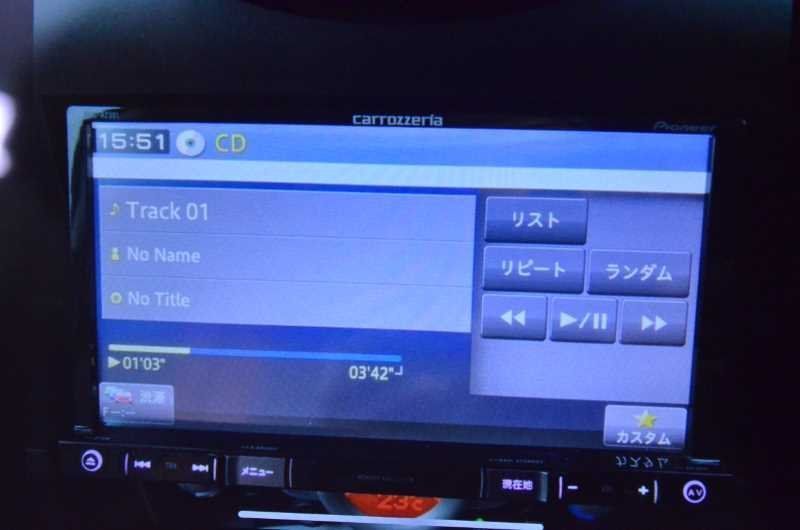 carrozzeria
Pioneer
15:51 CD
Track 01
No Name
No Title
リスト
リピート ランダム
▶/II
01'03"
03'42"
渋滞
カスタム
メニュー
現在地
− +
AV
23c